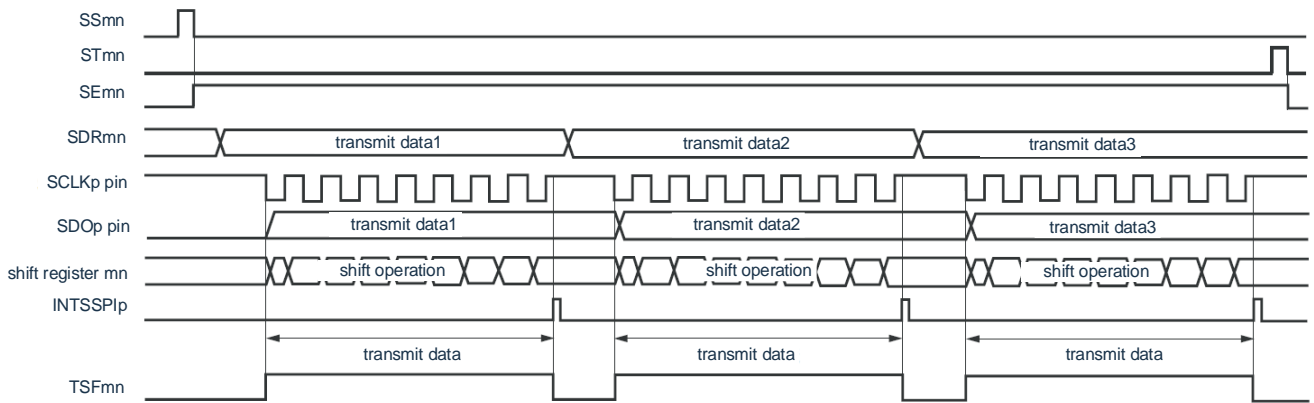 SSmn
STmn
SEmn
SDRmn transmit data1 transmit data2 transmit data3
SCLKp pin
SDOp pin transmit data1 transmit data2 transmit data3
shift register mn shift operation shift operation shift operation
INTSSPIp
transmit data transmit data transmit data
TSFmn